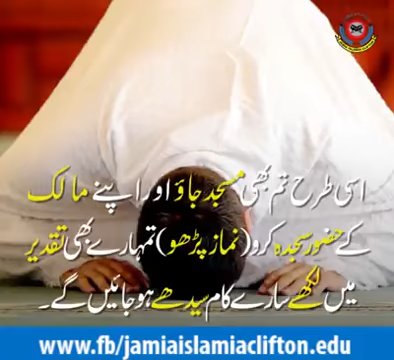 اسی طرح تم بھی مسجد جاؤ اور اپنے مالک
کے حضور سجدہ کرو (نماز پڑھو) تمہارے بھی تقدیر
میں لکھے سارے کام سیدھے ہو جائیں گے۔
www.fb/jamiaislamiaclifton.edu